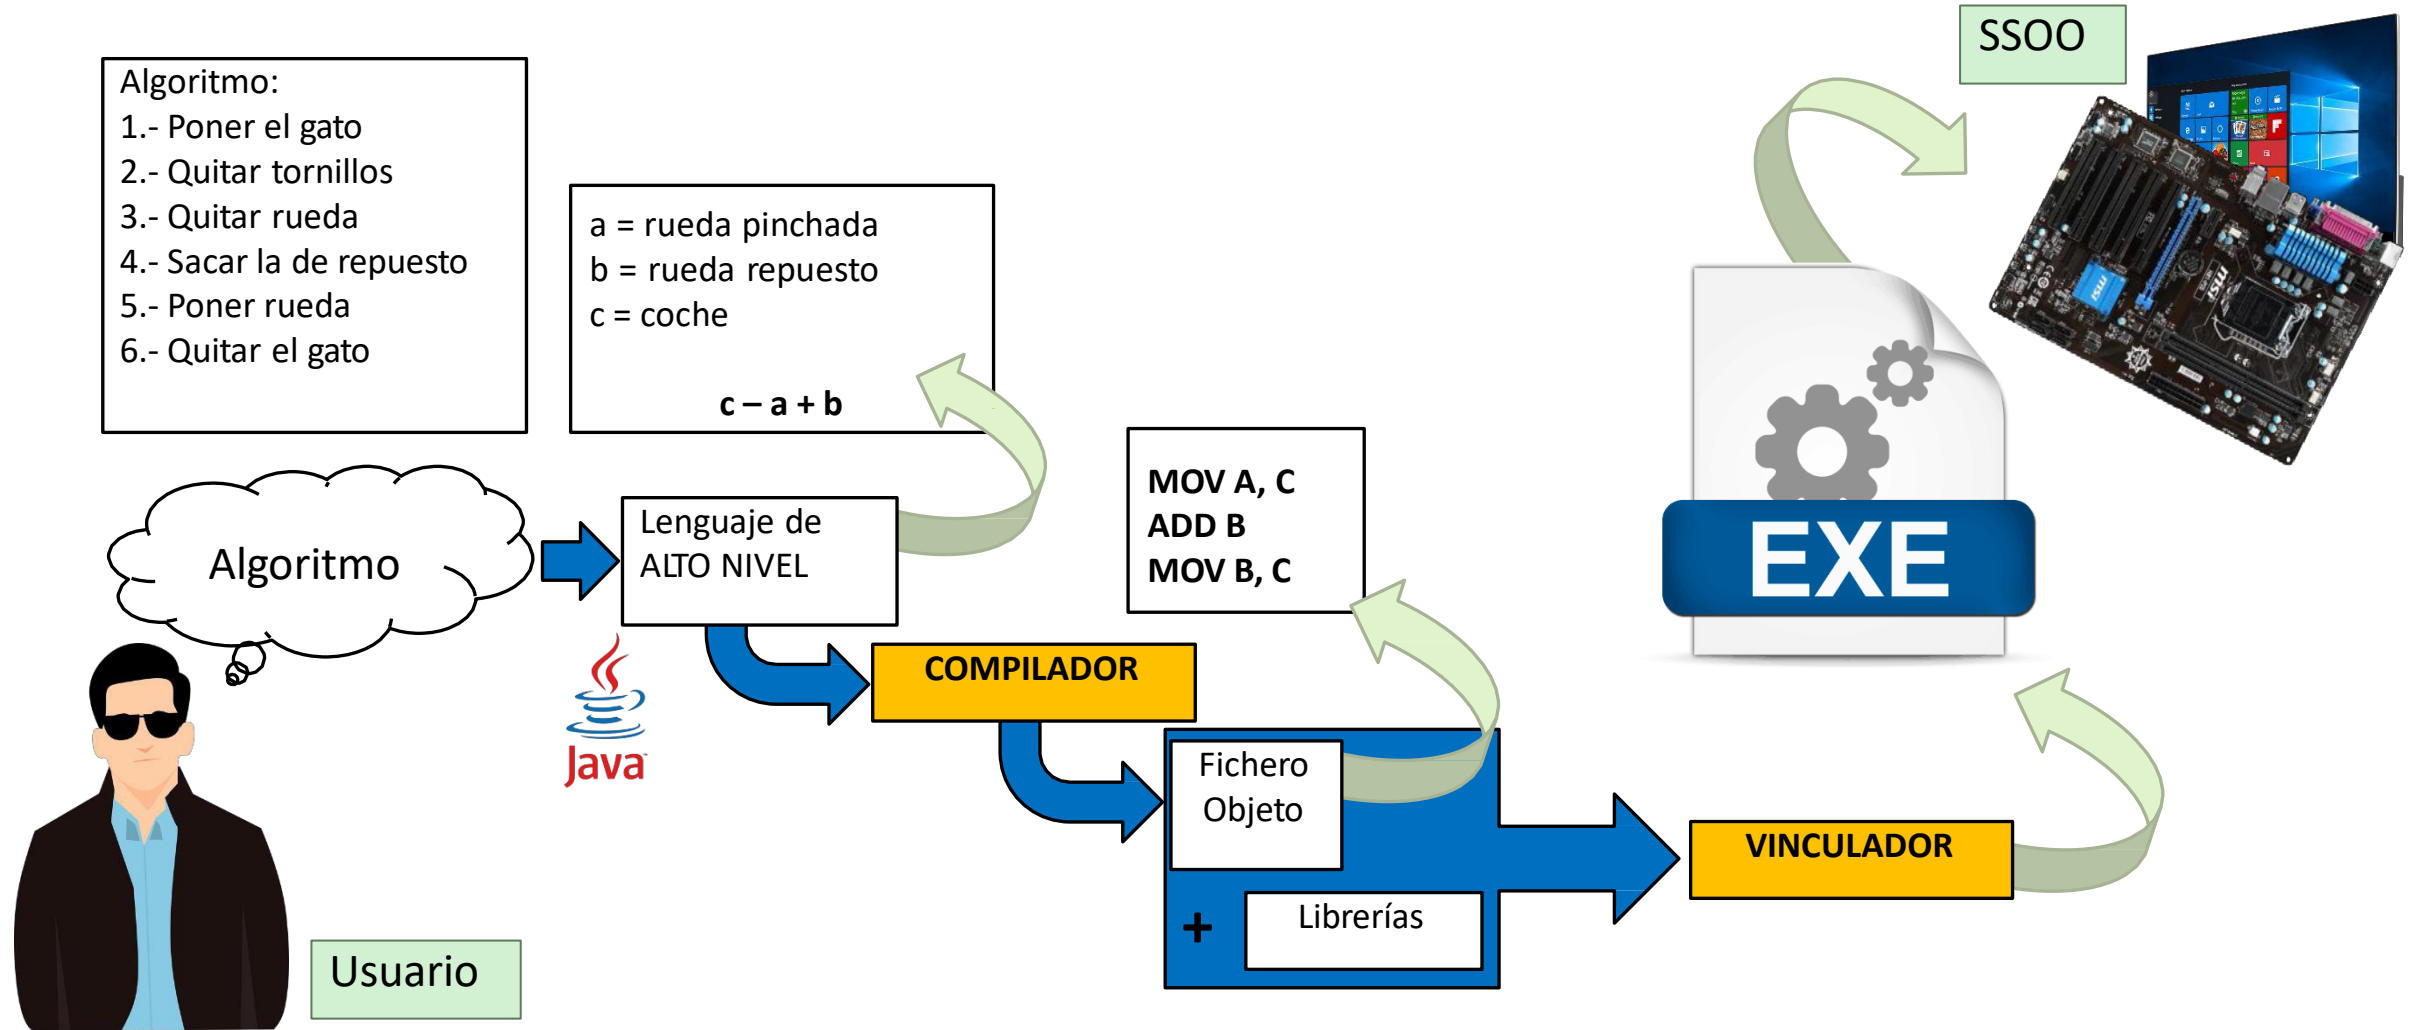 SSOO
Algoritmo:
1.- Poner el gato
2.- Quitar tornillos
3.- Quitar rueda
4.- Sacar la de repuesto
5.- Poner rueda
6.- Quitar el gato
a = rueda pinchada
b = rueda repuesto
c = coche
c – a + b
MOV A, C
ADD B
MOV B, C
Algoritmo
Lenguaje de
ALTO NIVEL
EXE
Java
COMPILADOR
Fichero
Objeto
+
Librerías
VINCULADOR
Usuario
msi
msi